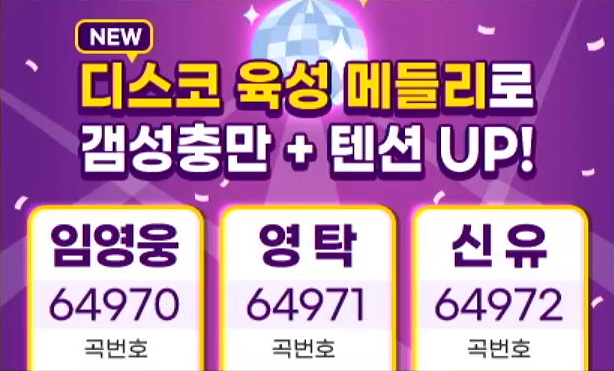 NEW
디스코 육성 메들리로
갬성충만 + 텐션 UP!
임영웅 영탁 신유
64970 64971 64972
곡번호 곡번호 곡번호